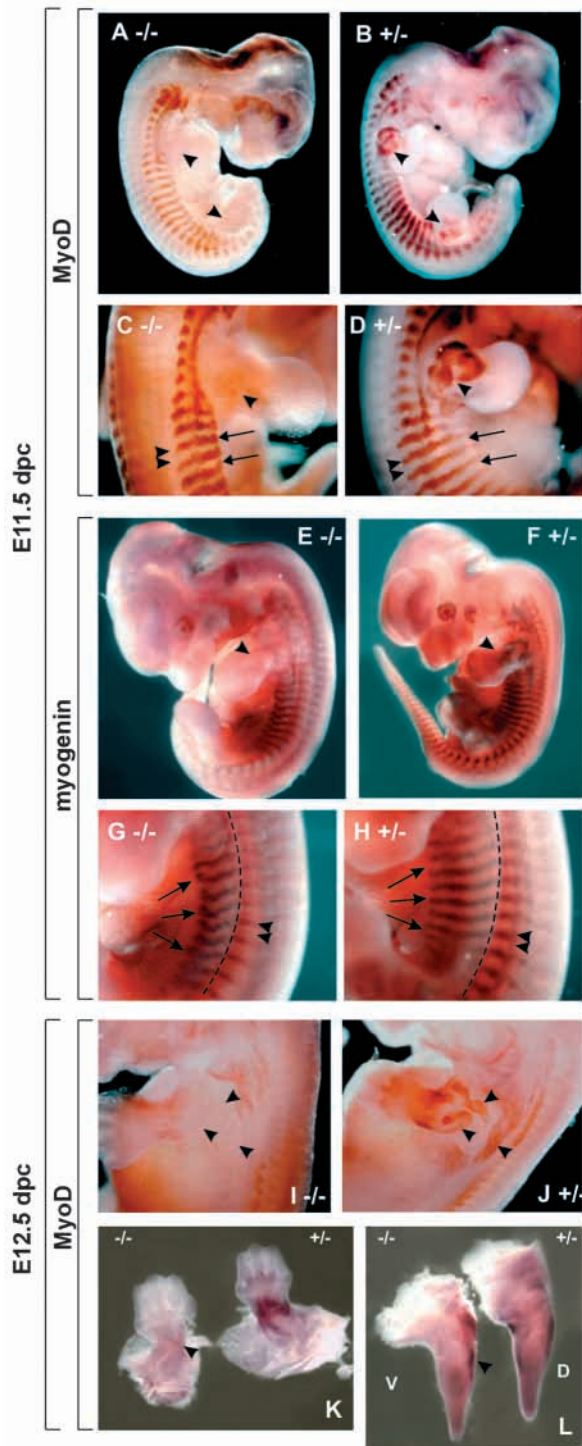 E11.5 dpc
MyoD
A -/-
B +/-
C -/-
D +/-
myogenin
E -/-
F +/-
G -/-
H +/-
E12.5 dpc
MyoD
I -/-
J +/-
-/-
+/-
K
-/-
+/-
V
D
L